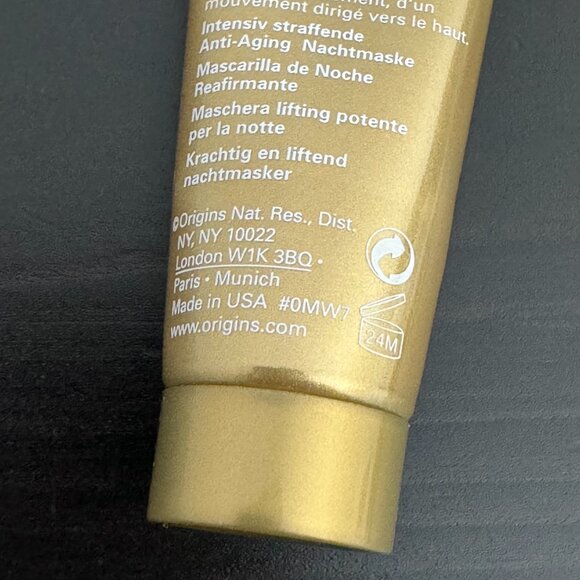 mouvement dirigé vers le haut.
Intensiv straffende
Anti-Aging Nachtmaske
Mascarilla de Noche
Reafirmante
Maschera lifting potente
per la notte
Krachtig en liftend
nachtmasker
©Origins Nat. Res., Dist.
NY, NY 10022
London W1K 3BQ •
Paris • Munich
Made in USA #0MW7
www.origins.com
24M